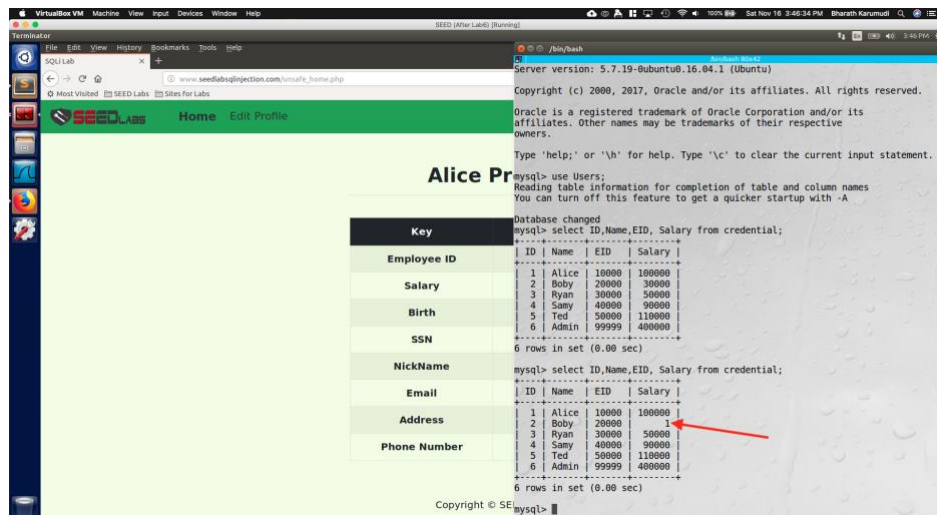 VirtualBox VM Machine View Input Devices Window Help
100% Sat Nov 16 3:46:34 PM Bharath Karumudi
SEED (After Lab6) [Running]
Terminator
3:46 PM
File Edit View History Bookmarks Tools Help
SQLi Lab
www.seedlabsqlinjection.com/unsafe_home.php
Most Visited SEED Labs Sites for Labs
SEEDLABS Home Edit Profile
Alice Pr
Key
Employee ID
Salary
Birth
SSN
NickName
Email
Address
Phone Number
Copyright © SE
/bin/bash
/bin/bash 80x42
Server version: 5.7.19-0ubuntu0.16.04.1 (Ubuntu)
Copyright (c) 2000, 2017, Oracle and/or its affiliates. All rights reserved.
Oracle is a registered trademark of Oracle Corporation and/or its
affiliates. Other names may be trademarks of their respective
owners.
Type 'help;' or '\h' for help. Type '\c' to clear the current input statement.
mysql> use Users;
Reading table information for completion of table and column names
You can turn off this feature to get a quicker startup with -A
Database changed
mysql> select ID,Name,EID, Salary from credential;
+----+-------+-------+--------+
| ID | Name | EID | Salary |
+----+-------+-------+--------+
| 1 | Alice | 10000 | 100000 |
| 2 | Boby | 20000 | 30000 |
| 3 | Ryan | 30000 | 50000 |
| 4 | Samy | 40000 | 90000 |
| 5 | Ted | 50000 | 110000 |
| 6 | Admin | 99999 | 400000 |
+----+-------+-------+--------+
6 rows in set (0.00 sec)
mysql> select ID,Name,EID, Salary from credential;
+----+-------+-------+--------+
| ID | Name | EID | Salary |
+----+-------+-------+--------+
| 1 | Alice | 10000 | 100000 |
| 2 | Boby | 20000 | 1 |
| 3 | Ryan | 30000 | 50000 |
| 4 | Samy | 40000 | 90000 |
| 5 | Ted | 50000 | 110000 |
| 6 | Admin | 99999 | 400000 |
+----+-------+-------+--------+
6 rows in set (0.00 sec)
mysql>